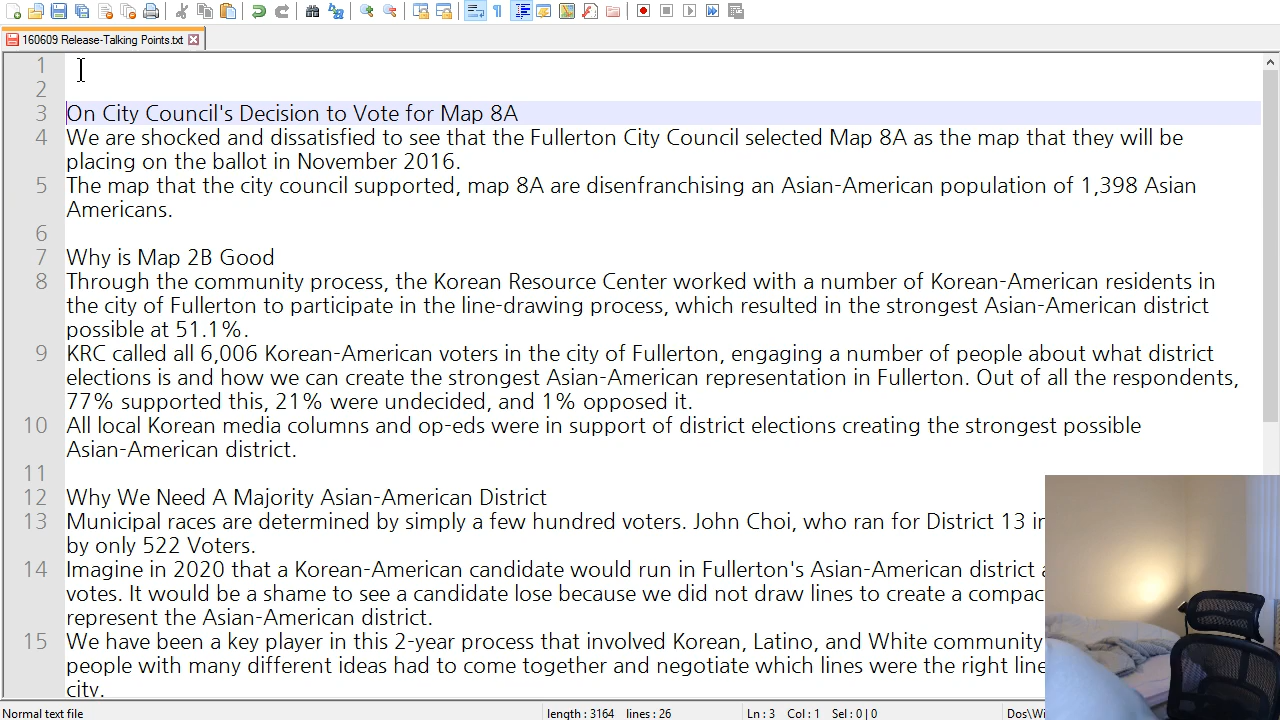 160609 Release-Talking Points.txt
1
2
3 On City Council's Decision to Vote for Map 8A
4 We are shocked and dissatisfied to see that the Fullerton City Council selected Map 8A as the map that they will be
placing on the ballot in November 2016.
5 The map that the city council supported, map 8A are disenfranchising an Asian-American population of 1,398 Asian
Americans.
6
7 Why is Map 2B Good
8 Through the community process, the Korean Resource Center worked with a number of Korean-American residents in
the city of Fullerton to participate in the line-drawing process, which resulted in the strongest Asian-American district
possible at 51.1%.
9 KRC called all 6,006 Korean-American voters in the city of Fullerton, engaging a number of people about what district
elections is and how we can create the strongest Asian-American representation in Fullerton. Out of all the respondents,
77% supported this, 21% were undecided, and 1% opposed it.
10 All local Korean media columns and op-eds were in support of district elections creating the strongest possible
Asian-American district.
11
12 Why We Need A Majority Asian-American District
13 Municipal races are determined by simply a few hundred voters. John Choi, who ran for District 13 in
by only 522 Voters.
14 Imagine in 2020 that a Korean-American candidate would run in Fullerton's Asian-American district
votes. It would be a shame to see a candidate lose because we did not draw lines to create a compac
represent the Asian-American district.
15 We have been a key player in this 2-year process that involved Korean, Latino, and White community
people with many different ideas had to come together and negotiate which lines were the right line
city.
Normal text file length : 3164 lines : 26 Ln : 3 Col : 1 Sel : 0 | 0 Dos\Wi